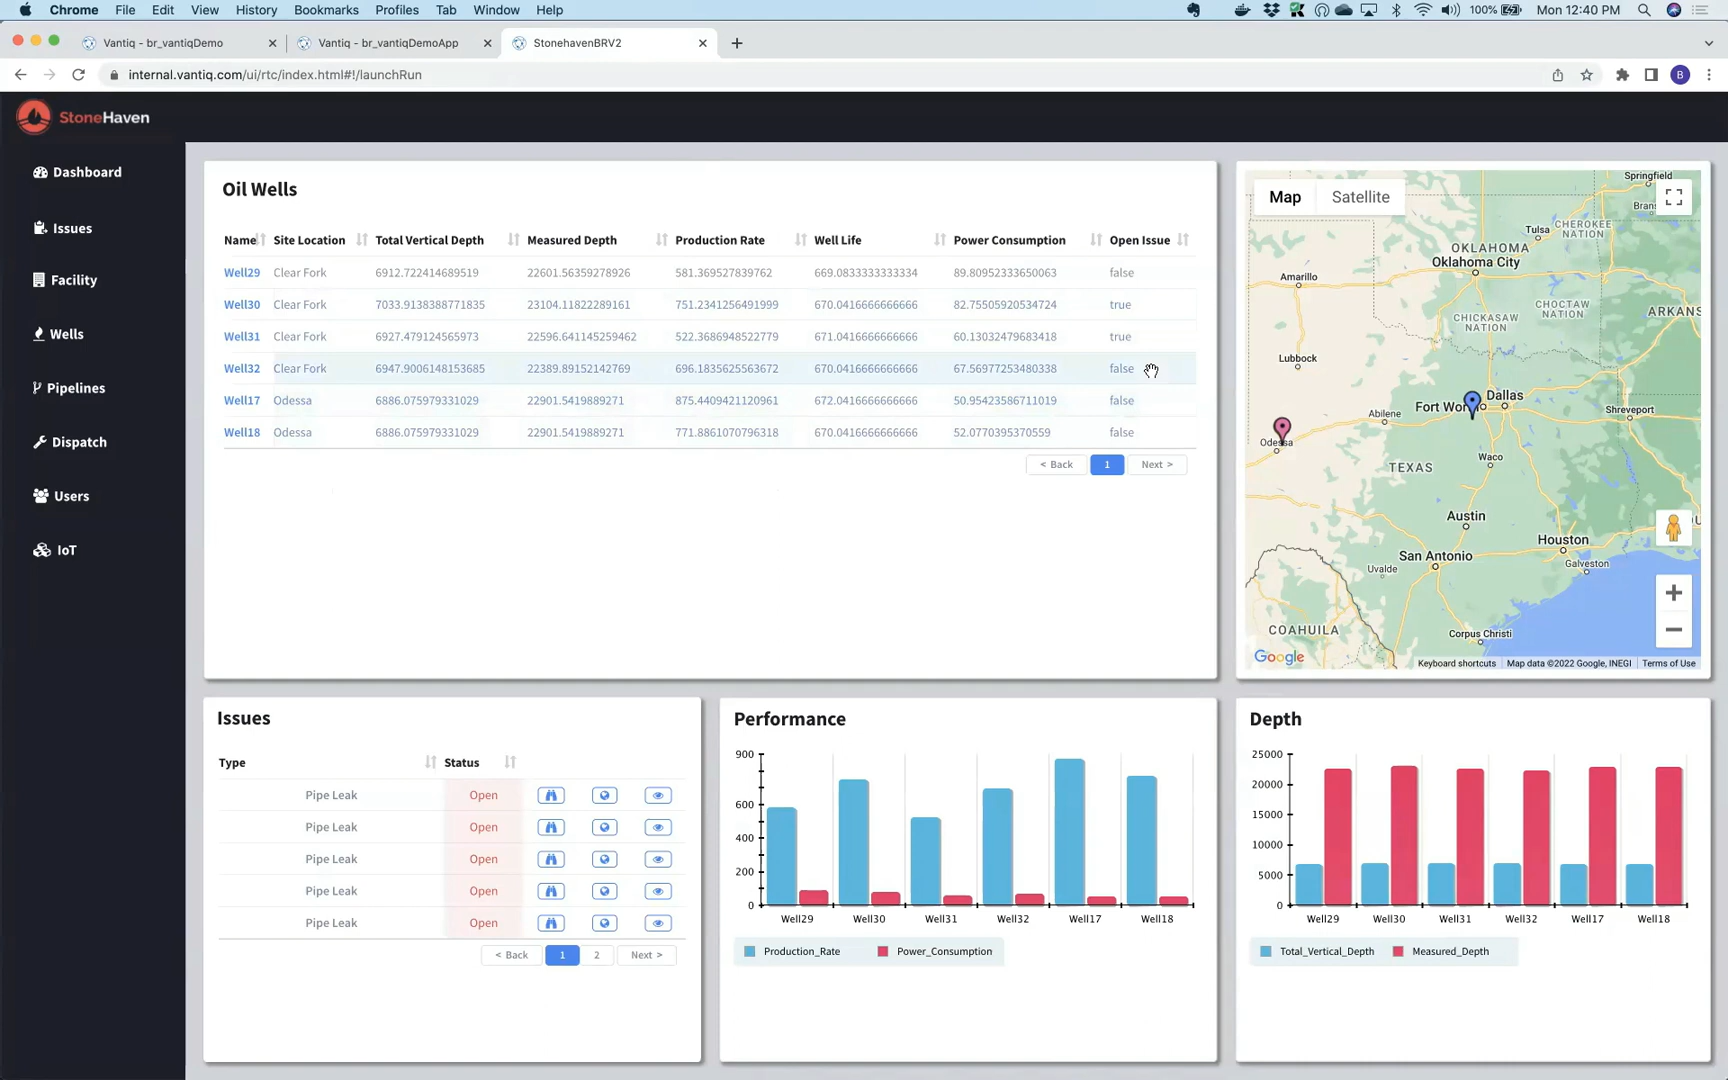 Chrome File Edit View History Bookmarks Profiles Tab Window Help 100% Mon 12:40 PM
Vantiq - br_vantiqDemo Vantiq - br_vantiqDemoApp StonehavenBRV2
internal.vantiq.com/ui/rtc/index.html#!/launchRun B
StoneHaven
Dashboard
Issues
Facility
Wells
Pipelines
Dispatch
Users
IoT
Oil Wells
Name Site Location Total Vertical Depth Measured Depth Production Rate Well Life Power Consumption Open Issue
Well29 Clear Fork 6912.722414689519 22601.56359278926 581.369527839762 669.0833333333334 89.80952333650063 false
Well30 Clear Fork 7033.9138388771835 23104.11822289161 751.2341256491999 670.0416666666666 82.75505920534724 true
Well31 Clear Fork 6927.479124565973 22596.641145259462 522.3686948522779 671.0416666666666 60.13032479683418 true
Well32 Clear Fork 6947.9006148153685 22389.89152142769 696.1835625563672 670.0416666666666 67.56977253480338 false
Well17 Odessa 6886.075979331029 22901.5419889271 875.4409421120961 672.0416666666666 50.95423586711019 false
Well18 Odessa 6886.075979331029 22901.5419889271 771.8861070796318 670.0416666666666 52.0770395370559 false
< Back 1 Next >
Map Satellite
Springfield
Brans
Tulsa
CHEROKEE
NATION
OKLAHOMA
Oklahoma City
Amarillo
CHOCTAW
NATION
ARKANS
CHICKASAW
NATION
Lubbock
Dallas
Fort Wor
Abilene
Shreveport
Odessa
Waco
TEXAS
Austin
Houston
San Antonio
Galveston
Uvalde
COAHUILA
Corpus Christi
Google
Keyboard shortcuts Map data ©2022 Google, INEGI Terms of Use
Issues
Type Status
Pipe Leak Open
Pipe Leak Open
Pipe Leak Open
Pipe Leak Open
Pipe Leak Open
< Back 1 2 Next >
Performance
900
600
400
200
0
Well29 Well30 Well31 Well32 Well17 Well18
Production_Rate Power_Consumption
Depth
25000
20000
15000
10000
5000
0
Well29 Well30 Well31 Well32 Well17 Well18
Total_Vertical_Depth Measured_Depth